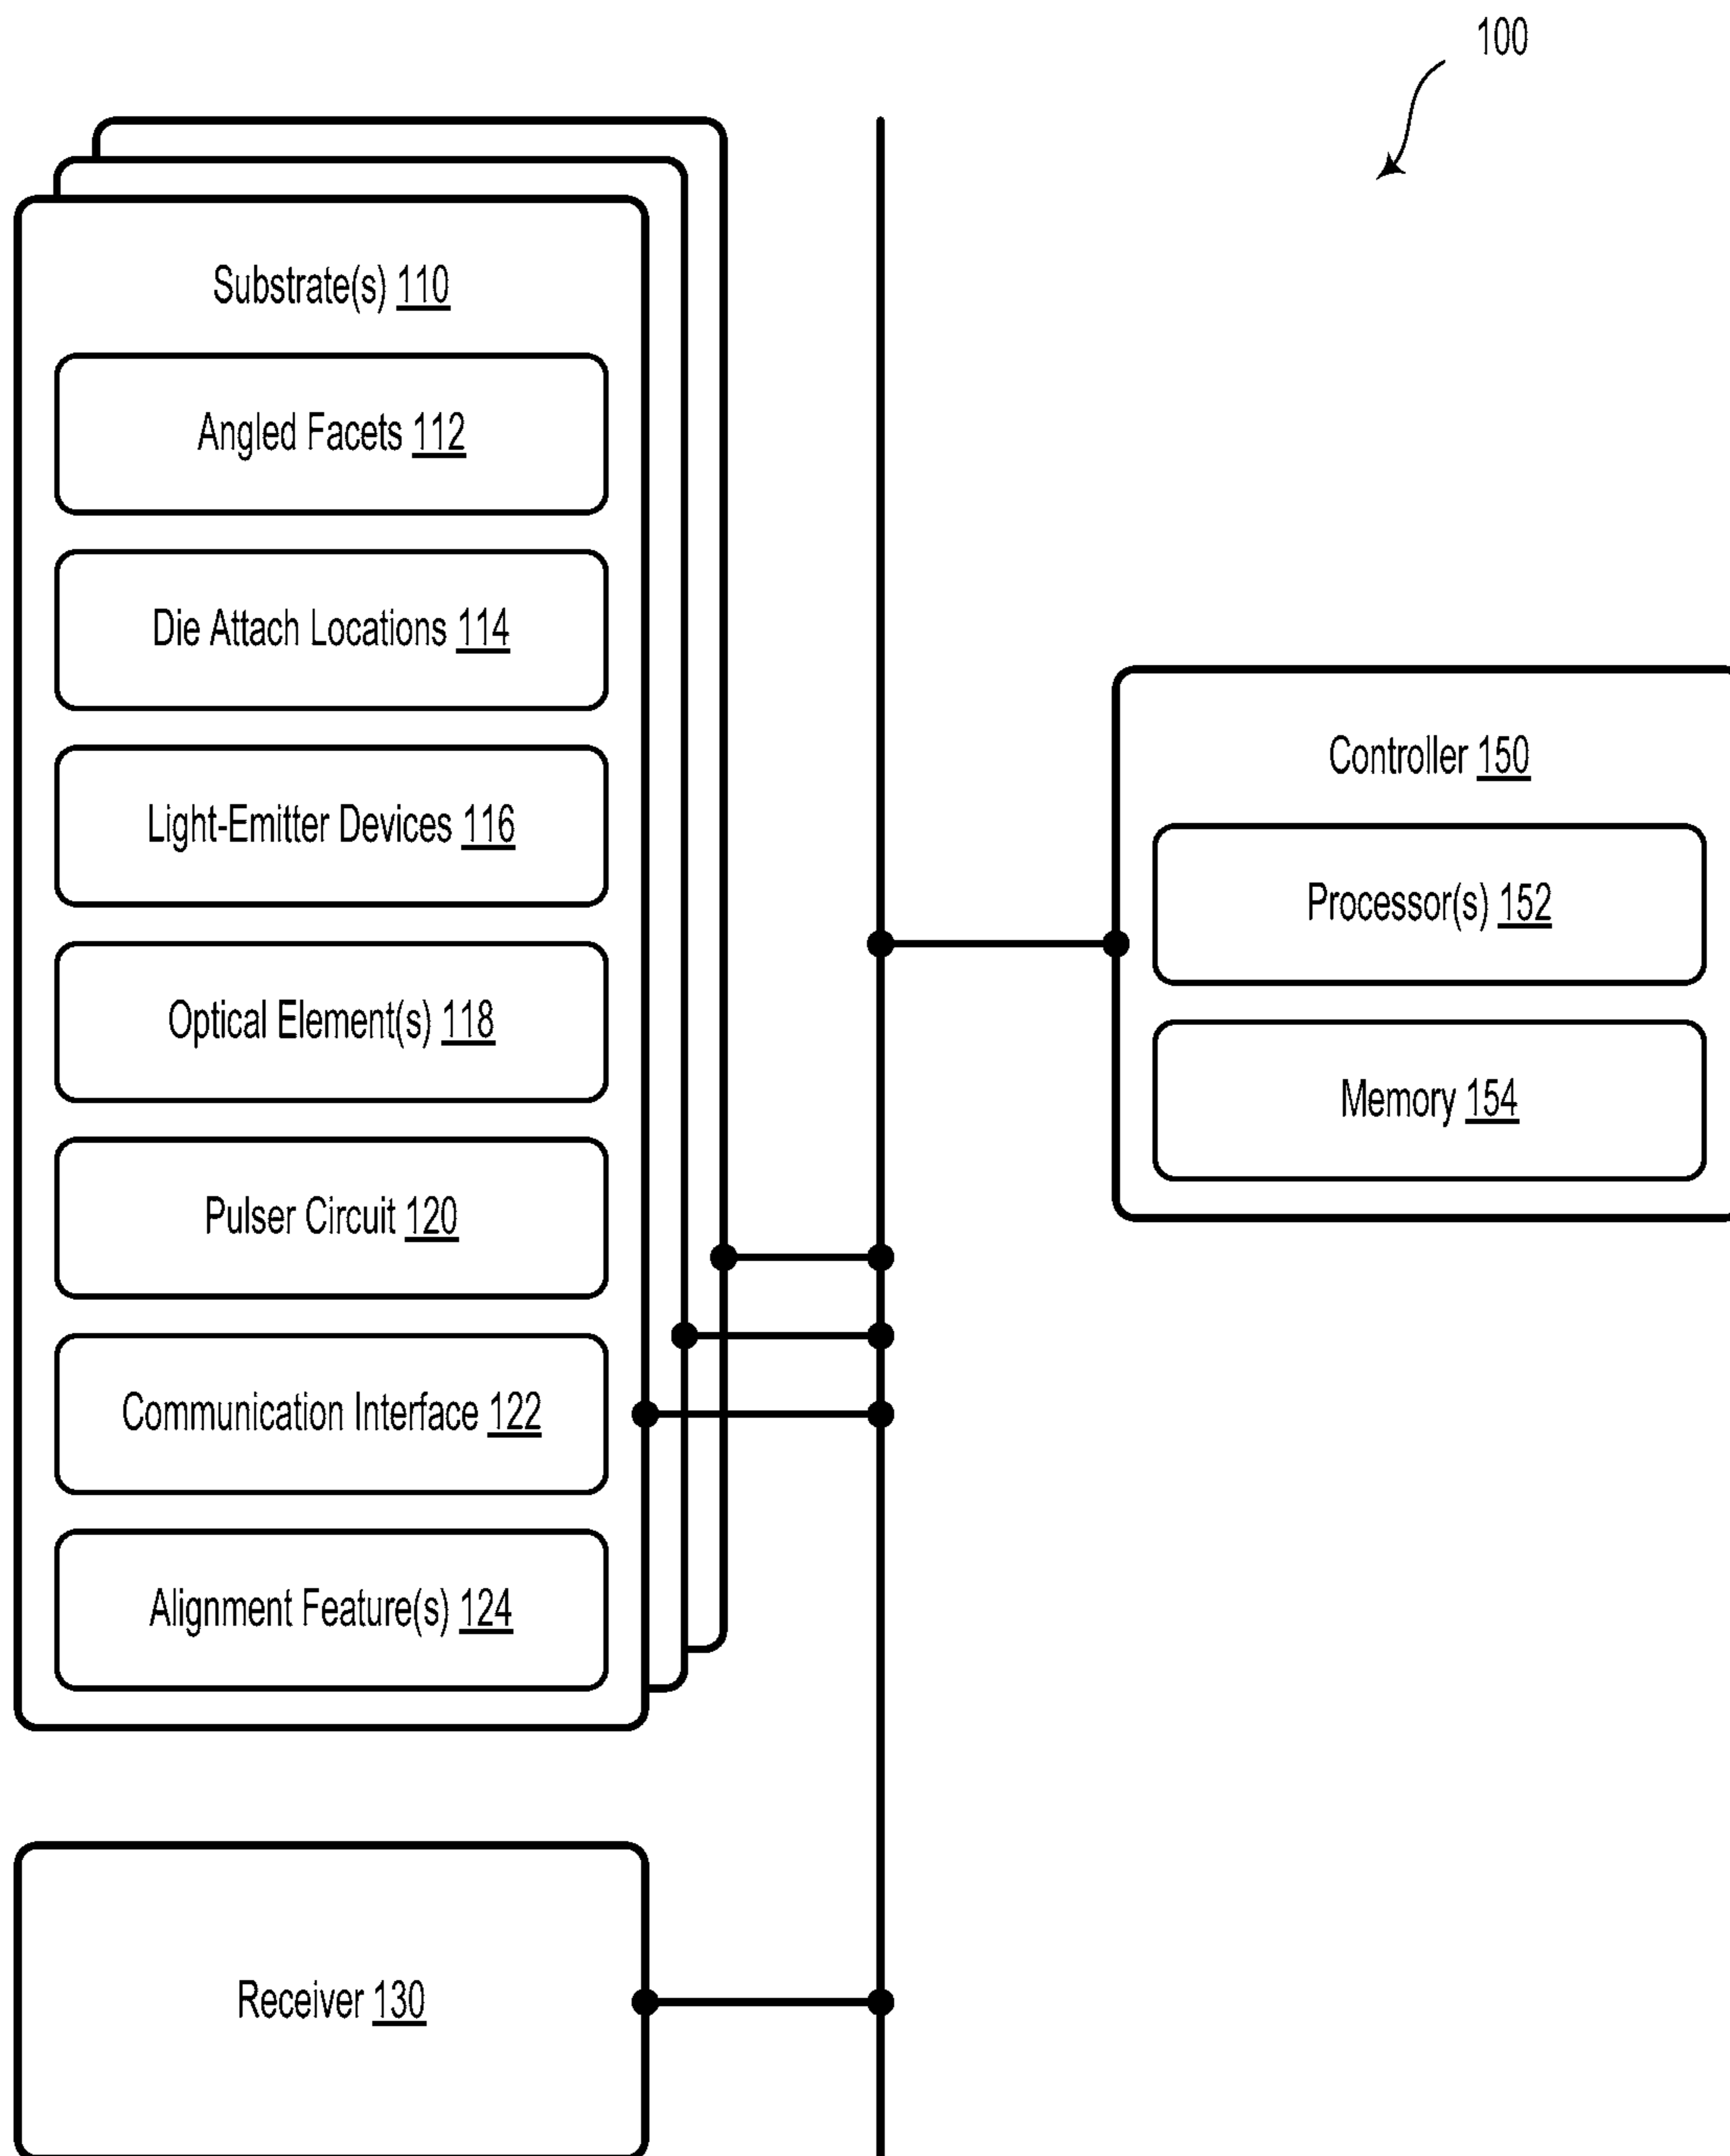 100
Substrate(s) 110
Angled Facets 112
Die Attach Locations 114
Light-Emitter Devices 116
Optical Element(s) 118
Pulser Circuit 120
Communication Interface 122
Alignment Feature(s) 124
Receiver 130
Controller 150
Processor(s) 152
Memory 154